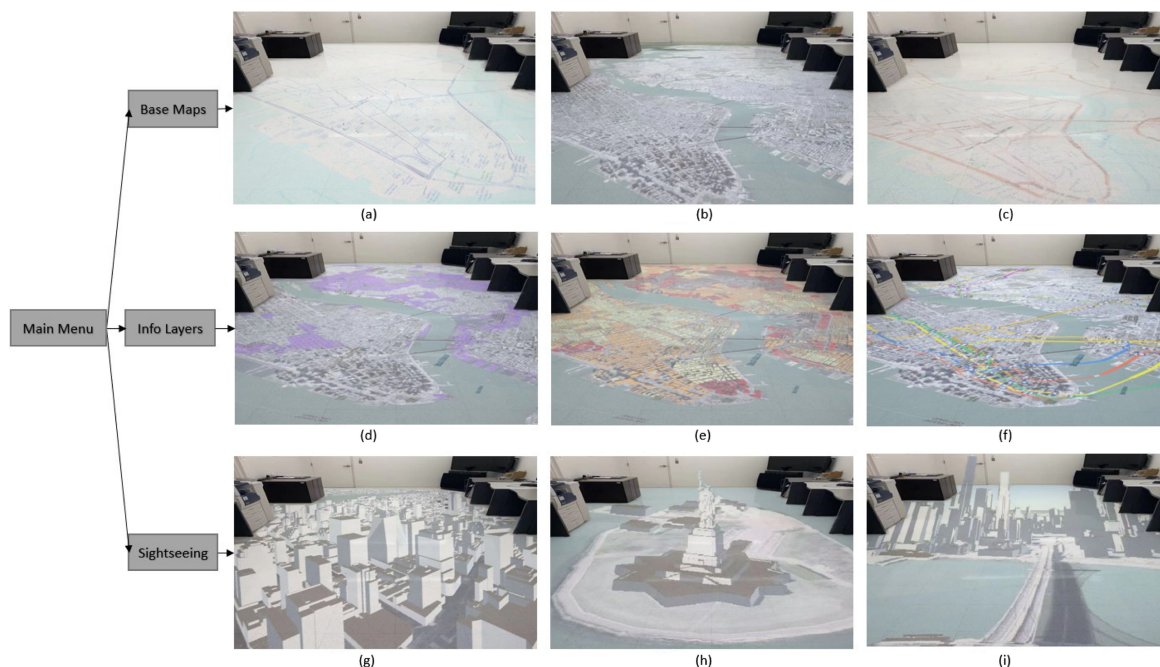 Base Maps
(a)
(b)
(c)
Main Menu
Info Layers
(d)
(e)
(f)
Sightseeing
(g)
(h)
(i)